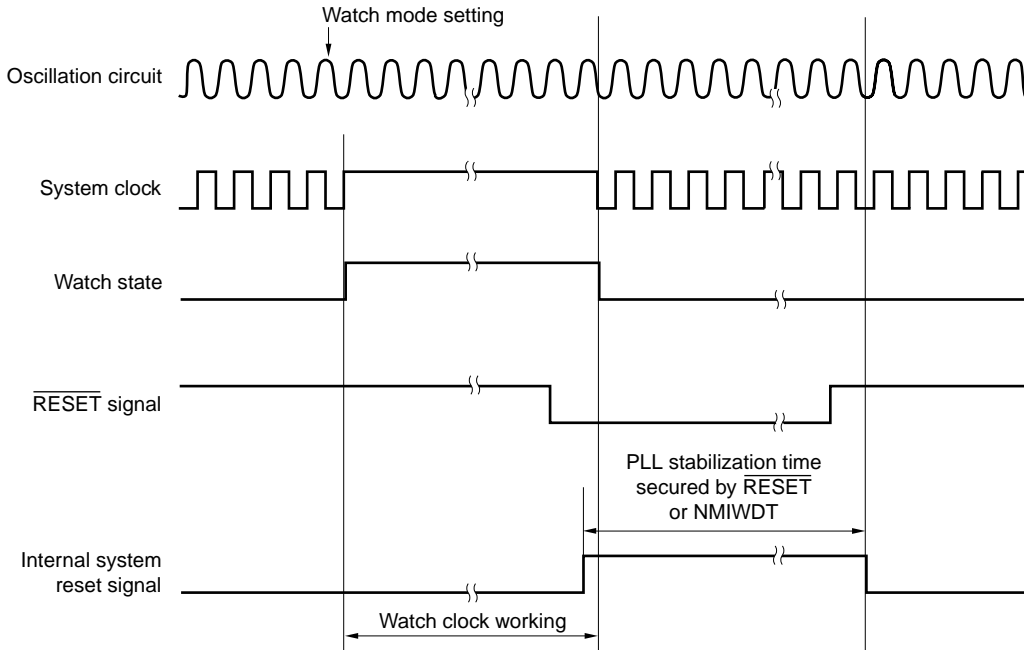 Watch mode setting
Oscillation circuit
System clock
Watch state
RESET signal
PLL stabilization time
secured by RESET
or NMIWDT
Internal system
reset signal
Watch clock working